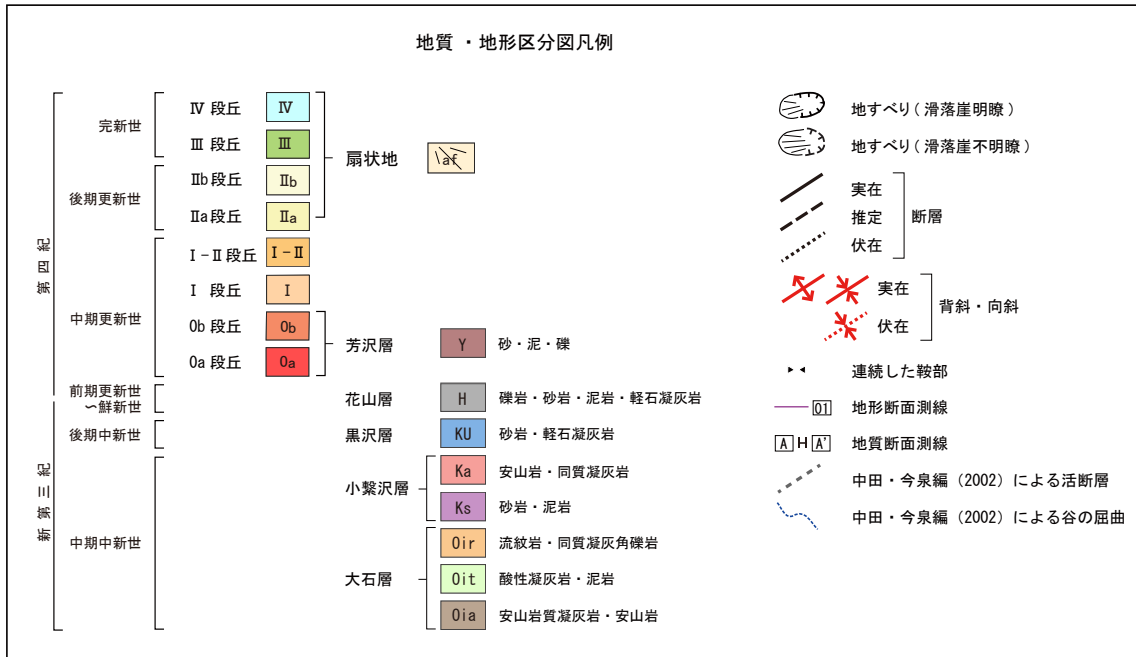 地質・地形区分図凡例
第四紀
新第三紀
完新世
後期更新世
中期更新世
前期更新世
～鮮新世
後期中新世
中期中新世
Ⅳ 段丘 Ⅳ
Ⅲ 段丘 Ⅲ
Ⅱb 段丘 Ⅱb
Ⅱa 段丘 Ⅱa
Ⅰ-Ⅱ 段丘 Ⅰ-Ⅱ
Ⅰ 段丘 Ⅰ
0b 段丘 0b
0a 段丘 0a
扇状地 af
芳沢層 Y 砂・泥・礫
花山層 H 礫岩・砂岩・泥岩・軽石凝灰岩
黒沢層 KU 砂岩・軽石凝灰岩
小繋沢層
Ka 安山岩・同質凝灰岩
Ks 砂岩・泥岩
大石層
Oir 流紋岩・同質凝灰角礫岩
Oit 酸性凝灰岩・泥岩
Oia 安山岩質凝灰岩・安山岩
地すべり(滑落崖明瞭)
地すべり(滑落崖不明瞭)
実在
推定
伏在
断層
実在
伏在
背斜・向斜
連続した鞍部
01 地形断面測線
A A' 地質断面測線
中田・今泉編(2002)による活断層
中田・今泉編(2002)による谷の屈曲